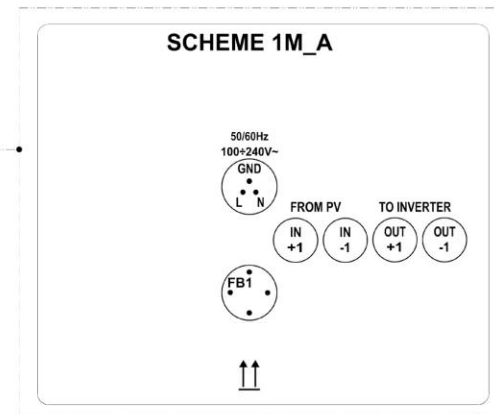 SCHEME 1M_A
50/60Hz
100÷240V~
GND
L N
FROM PV TO INVERTER
IN IN OUT OUT
+1 -1 +1 -1
FB1